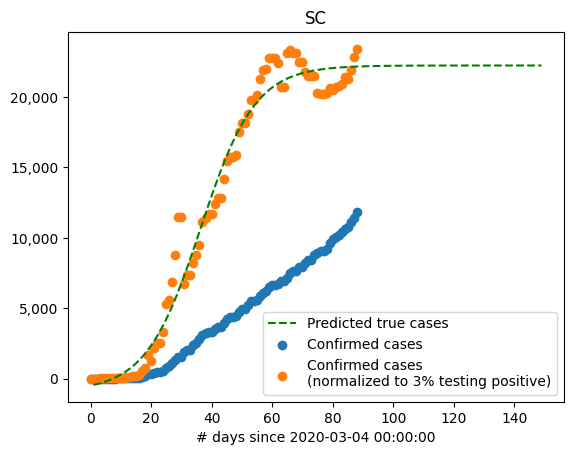 SC
20,000
15,000
10,000
5,000
0
Predicted true cases
Confirmed cases
Confirmed cases
(normalized to 3% testing positive)
0 20 40 60 80 100 120 140
# days since 2020-03-04 00:00:00